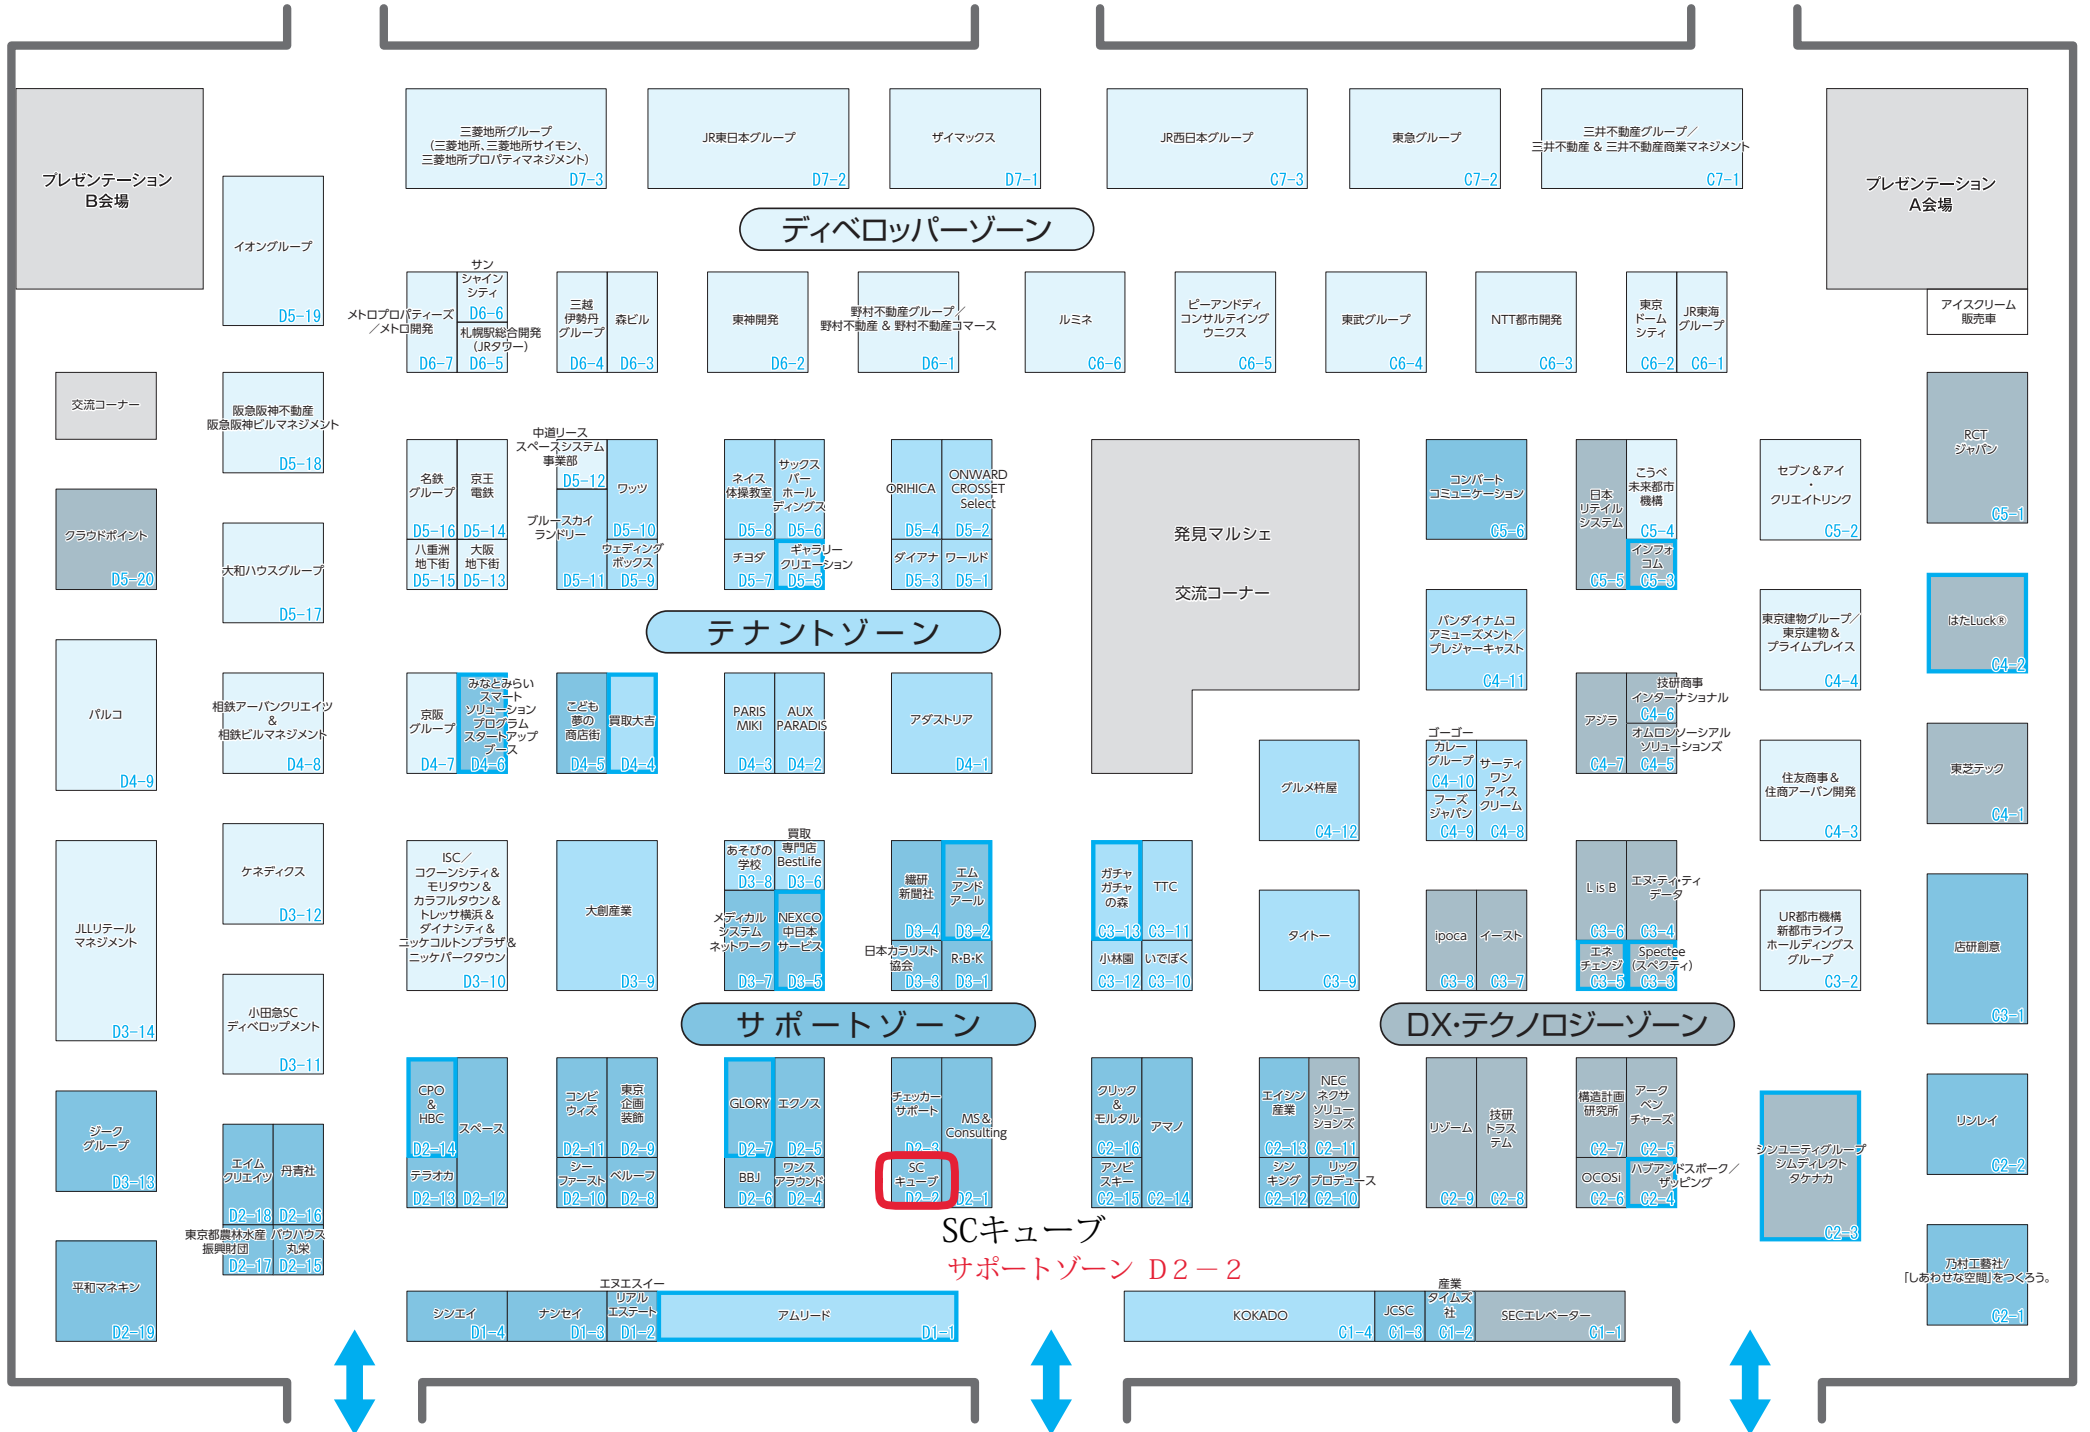 三菱地所グループ
(三菱地所、三菱地所サイモン、
三菱地所プロパティマネジメント)
D7-3
JR東日本グループ
D7-2
ザイマックス
D7-1
JR西日本グループ
C7-3
東急グループ
C7-2
三井不動産グループ/
三井不動産 & 三井不動産商業マネジメント
C7-1
プレゼンテーション
B会場
プレゼンテーション
A会場
ディベロッパーゾーン
イオングループ
D5-19
メトロプロパティーズ
/メトロ開発
D6-7
サン
シャイン
シティ
D6-6
札幌駅総合開発
(JRタワー)
D6-5
三越
伊勢丹
グループ
D6-4
森ビル
D6-3
東神開発
D6-2
野村不動産グループ/
野村不動産 & 野村不動産コマース
D6-1
ルミネ
C6-6
ピーアンドディ
コンサルテイング
ウニクス
C6-5
東武グループ
C6-4
NTT都市開発
C6-3
東京
ドーム
シティ
C6-2
JR東海
グループ
C6-1
アイスクリーム
販売車
交流コーナー
阪急阪神不動産
阪急阪神ビルマネジメント
D5-18
クラウドポイント
D5-20
大和ハウスグループ
D5-17
名鉄
グループ
D5-16
京王
電鉄
D5-14
八重洲
地下街
D5-15
大阪
地下街
D5-13
中道リース
スペースシステム
事業部
D5-12
ブルースカイ
ランドリー
D5-11
ワッツ
D5-10
ウェディング
ボックス
D5-9
ネイス
体操教室
D5-8
サックス
バー
ホール
ディングス
D5-6
チヨダ
D5-7
ギャラリー
クリエーション
D5-5
ORIHICA
D5-4
ONWARD
CROSSET
Select
D5-2
ダイアナ
D5-3
ワールド
D5-1
発見マルシェ
交流コーナー
コンバート
コミュニケーション
C5-6
日本
リテイル
システム
C5-5
こうべ
未来都市
機構
C5-4
インフォ
コム
C5-3
セブン&アイ
・
クリエイトリンク
C5-2
RCT
ジャパン
C5-1
テナントゾーン
バンダイナムコ
アミューズメント/
プレジャーキャスト
C4-11
東京建物グループ/
東京建物&
プライムプレイス
C4-4
はたLuck®
C4-2
パルコ
D4-9
相鉄アーバンクリエイツ
&
相鉄ビルマネジメント
D4-8
京阪
グループ
D4-7
みなとみらい
スマート
ソリューション
プログラム
スタートアップ
ブース
D4-6
こども
夢の
商店街
D4-5
買取大吉
D4-4
PARIS
MIKI
D4-3
AUX
PARADIS
D4-2
アダストリア
D4-1
アジラ
C4-7
技研商事
インターナショナル
C4-6
オムロンソーシアル
ソリューションズ
C4-5
グルメ杵屋
C4-12
ゴーゴー
カレー
グループ
C4-10
フーズ
ジャパン
C4-9
サーティ
ワン
アイス
クリーム
C4-8
住友商事&
住商アーバン開発
C4-3
東芝テック
C4-1
JLLリテール
マネジメント
D3-14
ケネディクス
D3-12
小田急SC
ディベロップメント
D3-11
ISC/
コクーンシティ&
モリタウン&
カラフルタウン&
トレッサ横浜&
ダイナシティ&
ニッケコルトンプラザ&
ニッケパークタウン
D3-10
大創産業
D3-9
あそびの
学校
D3-8
買取
専門店
BestLife
D3-6
メディカル
システム
ネットワーク
D3-7
NEXCO
中日本
サービス
D3-5
繊研
新聞社
D3-4
エム
アンド
アール
D3-2
日本カラリスト
協会
D3-3
R・B・K
D3-1
ガチャ
ガチャ
の森
C3-13
TTC
C3-11
小林園
C3-12
いでぼく
C3-10
タイトー
C3-9
ipoca
C3-8
イースト
C3-7
L is B
C3-6
エヌ・ティ・ティ
データ
C3-4
エネ
チェンジ
C3-5
Spectee
(スペクティ)
C3-3
UR都市機構
新都市ライフ
ホールディングス
グループ
C3-2
店研創意
C3-1
サポートゾーン
DX・テクノロジーゾーン
ジーク
グループ
D3-13
エイム
クリエイツ
D2-18
丹青社
D2-16
東京都農林水産
振興財団
D2-17
バウハウス
丸栄
D2-15
平和マネキン
D2-19
CPO
&
HBC
D2-14
スペース
D2-12
テラオカ
D2-13
コンビ
ウィズ
D2-11
東京
企画
装飾
D2-9
シー
ファースト
D2-10
ベルーフ
D2-8
GLORY
D2-7
エクノス
D2-5
BBJ
D2-6
ワンス
アラウンド
D2-4
チェッカー
サポート
D2-3
MS&
Consulting
D2-1
SC
キューブ
D2-2
クリック
&
モルタル
C2-16
アマノ
C2-14
アソビ
スキー
C2-15
エイシン
産業
C2-13
NEC
ネクサ
ソリュー
ションズ
C2-11
シン
キング
C2-12
リック
プロデュース
C2-10
リゾーム
C2-9
技研
トラス
テム
C2-8
構造計画
研究所
C2-7
アーク
ベン
チャーズ
C2-5
OCOSi
C2-6
ハブアンドスポーク/
ザッピング
C2-4
シンユニティグループ
シムディレクト
タケナカ
C2-3
リンレイ
C2-2
乃村工藝社/
「しあわせな空間」をつくろう。
C2-1
SCキューブ
サポートゾーン D2-2
シンエイ
D1-4
ナンセイ
D1-3
エヌエスイー
リアル
エステート
D1-2
アムリード
D1-1
KOKADO
C1-4
JCSC
C1-3
産業
タイムズ
社
C1-2
SECエレベーター
C1-1